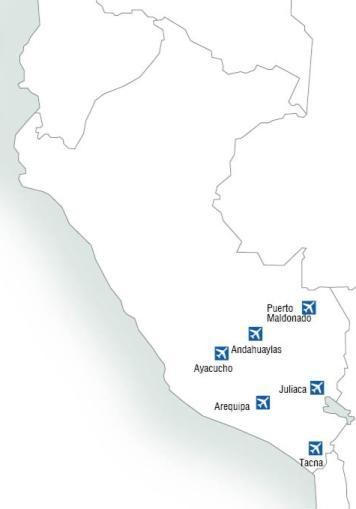 Puerto
Maldonado
Andahuaylas
Ayacucho
Juliaca
Arequipa
Tacna